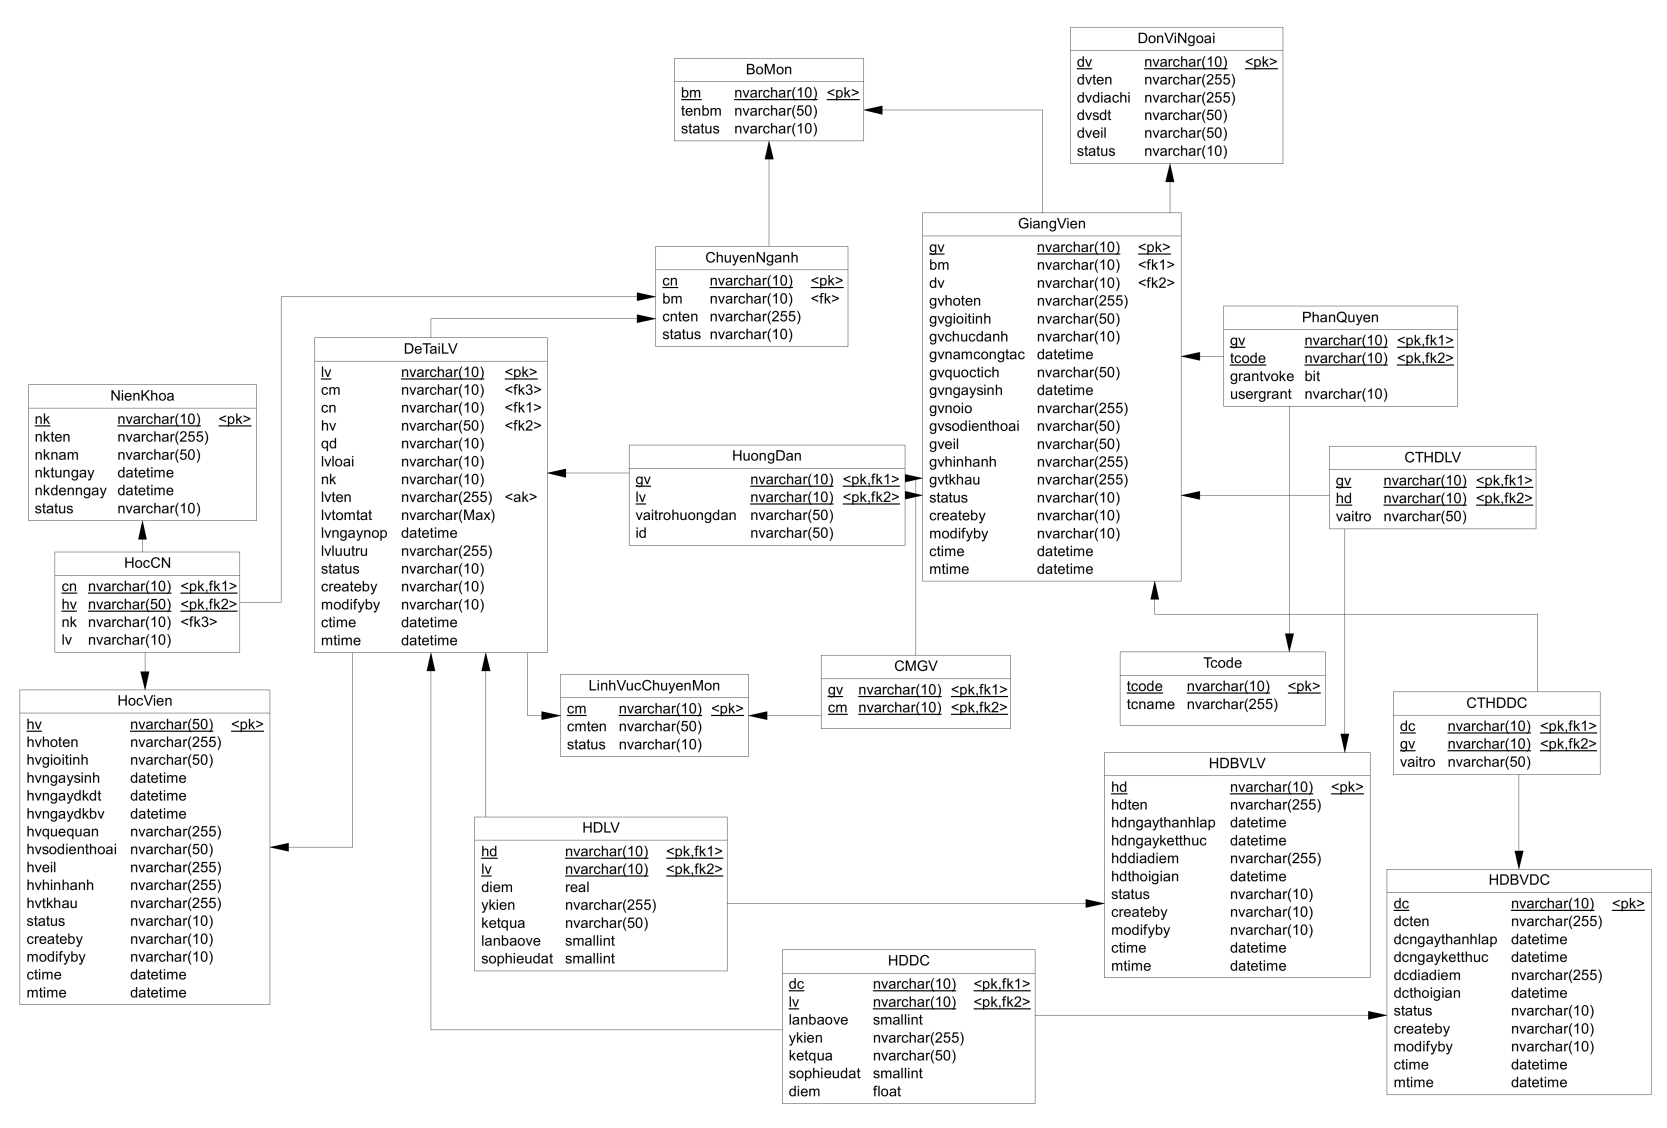 DonViNgoai
dv nvarchar(10) <pk>
dvten nvarchar(255)
dvdiachi nvarchar(255)
dvsdt nvarchar(50)
dveil nvarchar(50)
status nvarchar(10)
BoMon
bm nvarchar(10) <pk>
tenbm nvarchar(50)
status nvarchar(10)
GiangVien
gv nvarchar(10) <pk>
bm nvarchar(10) <fk1>
dv nvarchar(10) <fk2>
gvhoten nvarchar(255)
gvgioitinh nvarchar(50)
gvchucdanh nvarchar(10)
gvnamcongtac datetime
gvquoctich nvarchar(50)
gvngaysinh datetime
gvnoio nvarchar(255)
gvsodienthoai nvarchar(50)
gveil nvarchar(50)
gvhinhanh nvarchar(255)
gvtkhau nvarchar(255)
status nvarchar(10)
createby nvarchar(10)
modifyby nvarchar(10)
ctime datetime
mtime datetime
ChuyenNganh
cn nvarchar(10) <pk>
bm nvarchar(10) <fk>
cnten nvarchar(255)
status nvarchar(10)
PhanQuyen
gv nvarchar(10) <pk,fk1>
tcode nvarchar(10) <pk,fk2>
grantvoke bit
usergrant nvarchar(10)
DeTaiLV
lv nvarchar(10) <pk>
cm nvarchar(10) <fk3>
cn nvarchar(10) <fk1>
hv nvarchar(50) <fk2>
qd nvarchar(10)
lvloai nvarchar(10)
nk nvarchar(10)
lvten nvarchar(255) <ak>
lvtomtat nvarchar(Max)
lvngaynop datetime
lvluutru nvarchar(255)
status nvarchar(10)
createby nvarchar(10)
modifyby nvarchar(10)
ctime datetime
mtime datetime
NienKhoa
nk nvarchar(10) <pk>
nkten nvarchar(255)
nknam nvarchar(50)
nktungay datetime
nkdenngay datetime
status nvarchar(10)
HuongDan
gv nvarchar(10) <pk,fk1>
lv nvarchar(10) <pk,fk2>
vaitrohuongdan nvarchar(50)
id nvarchar(50)
CTHDLV
gv nvarchar(10) <pk,fk1>
hd nvarchar(10) <pk,fk2>
vaitro nvarchar(50)
HocCN
cn nvarchar(10) <pk,fk1>
hv nvarchar(50) <pk,fk2>
nk nvarchar(10) <fk3>
lv nvarchar(10)
CMGV
gv nvarchar(10) <pk,fk1>
cm nvarchar(10) <pk,fk2>
Tcode
tcode nvarchar(10) <pk>
tcname nvarchar(255)
LinhVucChuyenMon
cm nvarchar(10) <pk>
cmten nvarchar(50)
status nvarchar(10)
HocVien
hv nvarchar(50) <pk>
hvhoten nvarchar(255)
hvgioitinh nvarchar(50)
hvngaysinh datetime
hvngaydkdt datetime
hvngaydkbv datetime
hvquequan nvarchar(255)
hvsodienthoai nvarchar(50)
hveil nvarchar(255)
hvhinhanh nvarchar(255)
hvtkhau nvarchar(255)
status nvarchar(10)
createby nvarchar(10)
modifyby nvarchar(10)
ctime datetime
mtime datetime
CTHDDC
dc nvarchar(10) <pk,fk1>
gv nvarchar(10) <pk,fk2>
vaitro nvarchar(50)
HDBVLV
hd nvarchar(10) <pk>
hdten nvarchar(255)
hdngaythanhlap datetime
hdngayketthuc datetime
hddiadiem nvarchar(255)
hdthoigian datetime
status nvarchar(10)
createby nvarchar(10)
modifyby nvarchar(10)
ctime datetime
mtime datetime
HDLV
hd nvarchar(10) <pk,fk1>
lv nvarchar(10) <pk,fk2>
diem real
ykien nvarchar(255)
ketqua nvarchar(50)
lanbaove smallint
sophieudat smallint
HDBVDC
dc nvarchar(10) <pk>
dcten nvarchar(255)
dcngaythanhlap datetime
dcngayketthuc datetime
dcdiadiem nvarchar(255)
dcthoigian datetime
status nvarchar(10)
createby nvarchar(10)
modifyby nvarchar(10)
ctime datetime
mtime datetime
HDDC
dc nvarchar(10) <pk,fk1>
lv nvarchar(10) <pk,fk2>
lanbaove smallint
ykien nvarchar(255)
ketqua nvarchar(50)
sophieudat smallint
diem float